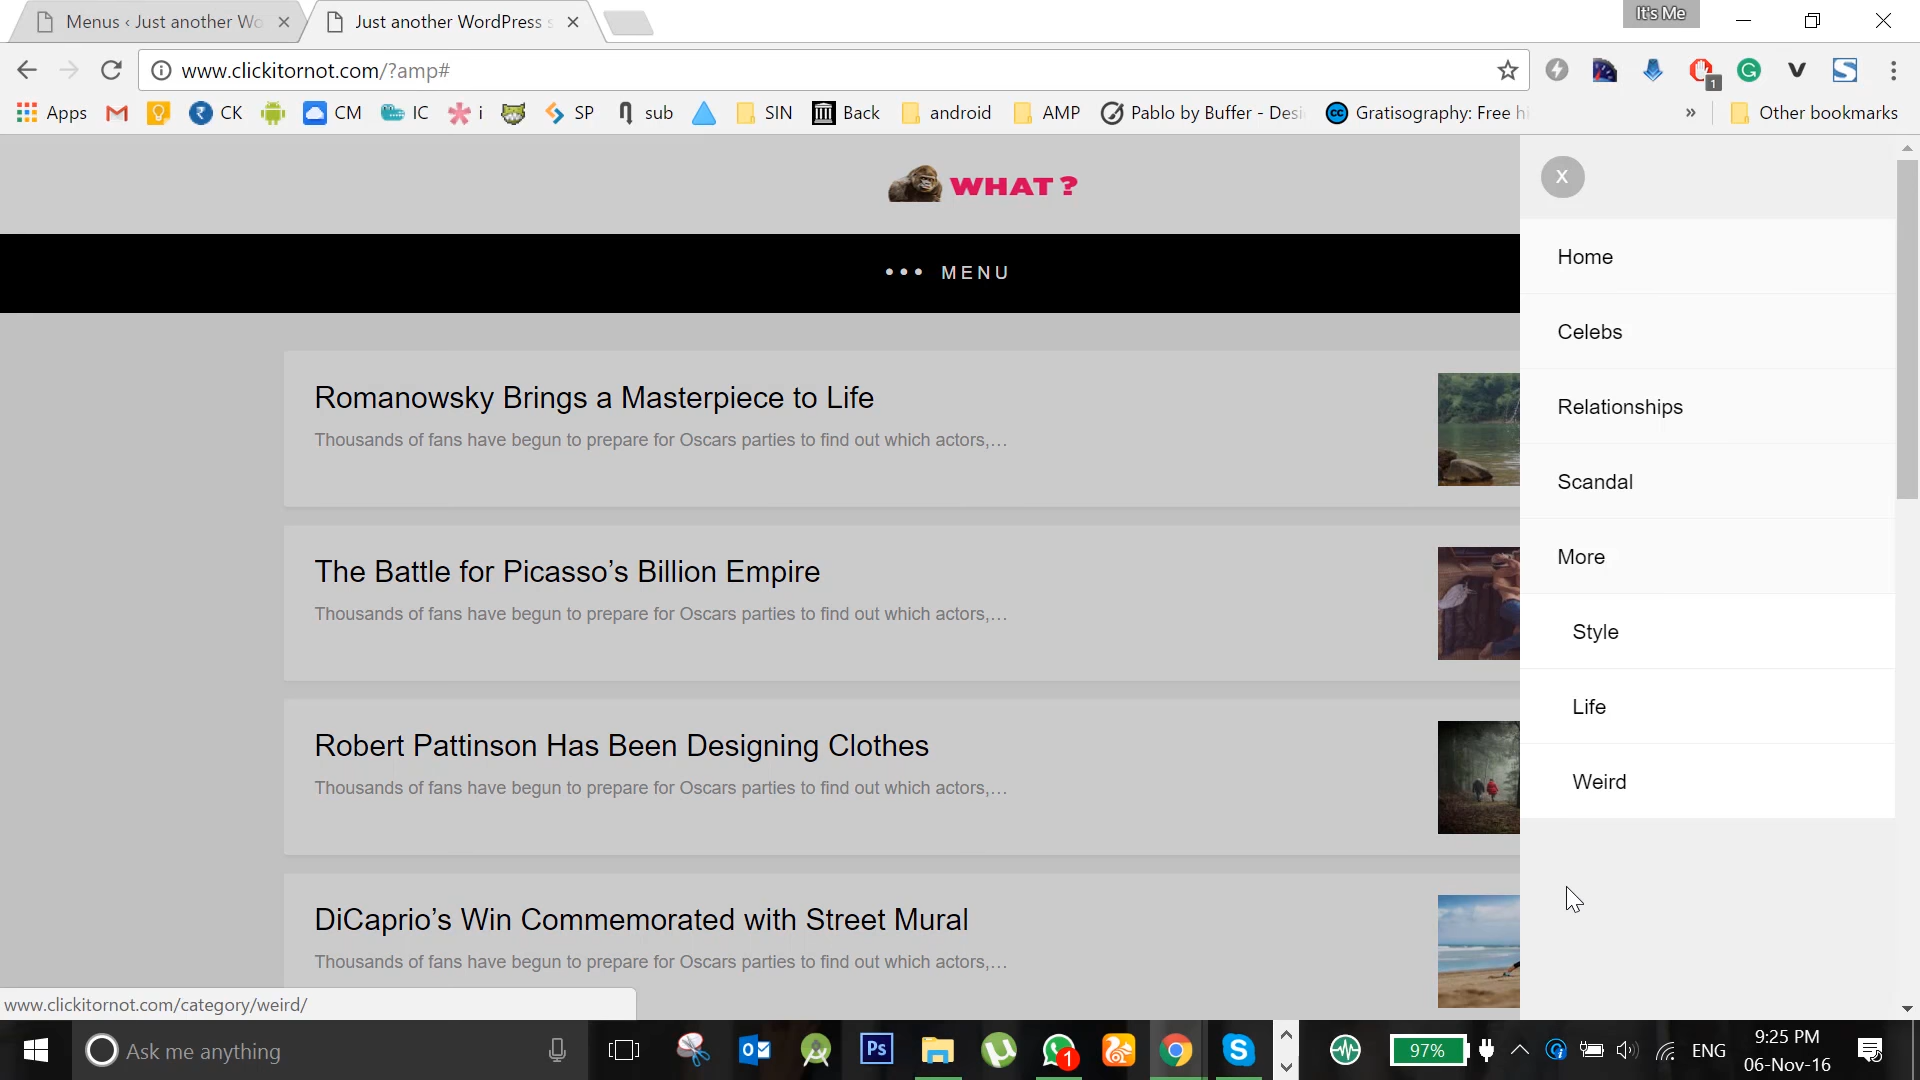 Menus ‹ Just another Wo
Just another WordPress s
It's Me
www.clickitornot.com/?amp#
1
Apps
CK
CM
IC
i
SP
sub
SIN
Back
android
AMP
Pablo by Buffer - Desi
Gratisography: Free hi
»
Other bookmarks
WHAT ?
X
••• MENU
Home
Celebs
Relationships
Scandal
More
Style
Life
Weird
Romanowsky Brings a Masterpiece to Life
Thousands of fans have begun to prepare for Oscars parties to find out which actors,…
The Battle for Picasso’s Billion Empire
Thousands of fans have begun to prepare for Oscars parties to find out which actors,…
Robert Pattinson Has Been Designing Clothes
Thousands of fans have begun to prepare for Oscars parties to find out which actors,…
DiCaprio’s Win Commemorated with Street Mural
Thousands of fans have begun to prepare for Oscars parties to find out which actors,…
www.clickitornot.com/category/weird/
Ask me anything
Ps
1
97%
ENG
9:25 PM
06-Nov-16